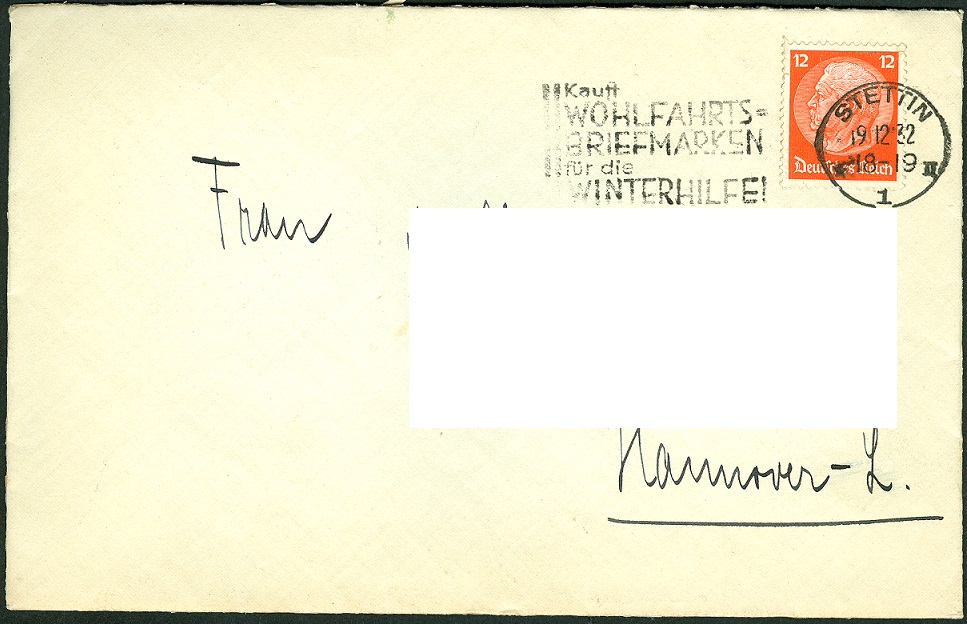 Kauft
WOHLFAHRTS=
BRIEFMARKEN
für die
WINTERHILFE!
12 12
Deutsches Reich
STETTIN
19.12.32
18-19 II
1
Frau
Hannover-L.